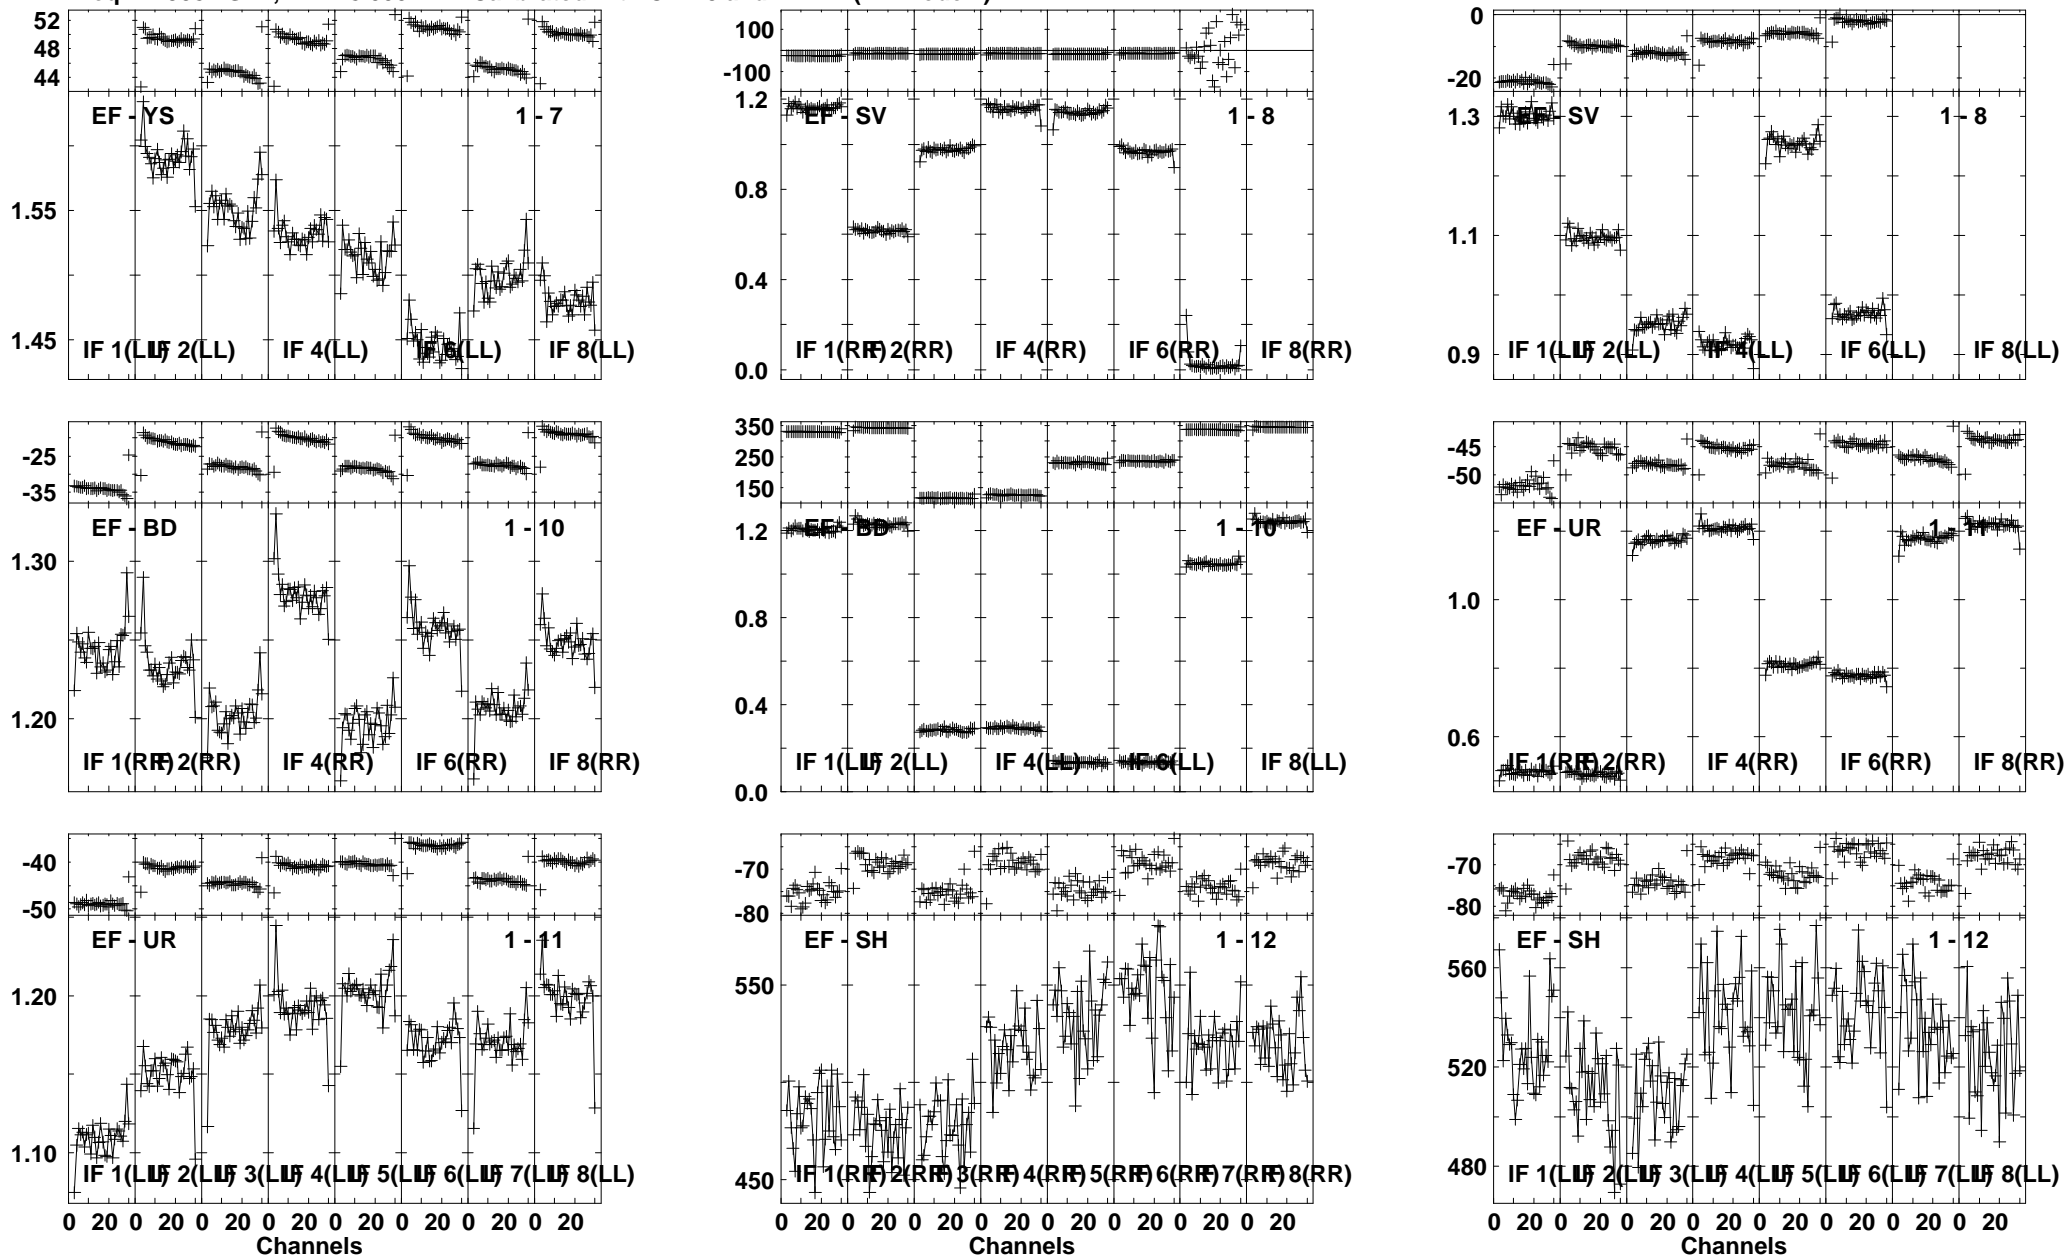 52
48
44
EF - YS
1 - 7
1.55
1.45
IF 1(LL)
IF 2(LL)
IF 4(LL)
IF 6(LL)
IF 8(LL)
100
-100
1.2
EF - SV
1 - 8
0.8
0.4
0.0
IF 1(RR)
IF 2(RR)
IF 4(RR)
IF 6(RR)
IF 8(RR)
0
-20
1.3
EF - SV
1 - 8
1.1
0.9
IF 1(LL)
IF 2(LL)
IF 4(LL)
IF 6(LL)
IF 8(LL)
-25
-35
EF - BD
1 - 10
1.30
1.20
IF 1(RR)
IF 2(RR)
IF 4(RR)
IF 6(RR)
IF 8(RR)
350
250
150
EF - BD
1 - 10
1.2
0.8
0.4
0.0
IF 1(LL)
IF 2(LL)
IF 4(LL)
IF 6(LL)
IF 8(LL)
-45
-50
EF - UR
1 - 11
1.0
0.6
IF 1(RR)
IF 2(RR)
IF 4(RR)
IF 6(RR)
IF 8(RR)
-40
-50
EF - UR
1 - 11
1.20
1.10
IF 1(LL)
IF 2(LL)
IF 3(LL)
IF 4(LL)
IF 5(LL)
IF 6(LL)
IF 7(LL)
IF 8(LL)
0 20 0 20 0 20 0 20 0 20 0 20 0 20 0 20
Channels
-70
-80
EF - SH
1 - 12
550
450
IF 1(RR)
IF 2(RR)
IF 3(RR)
IF 4(RR)
IF 5(RR)
IF 6(RR)
IF 7(RR)
IF 8(RR)
0 20 0 20 0 20 0 20 0 20 0 20 0 20 0 20
Channels
-70
-80
EF - SH
1 - 12
560
520
480
IF 1(LL)
IF 2(LL)
IF 3(LL)
IF 4(LL)
IF 5(LL)
IF 6(LL)
IF 7(LL)
IF 8(LL)
0 20 0 20 0 20 0 20 0 20 0 20 0 20 0 20
Channels